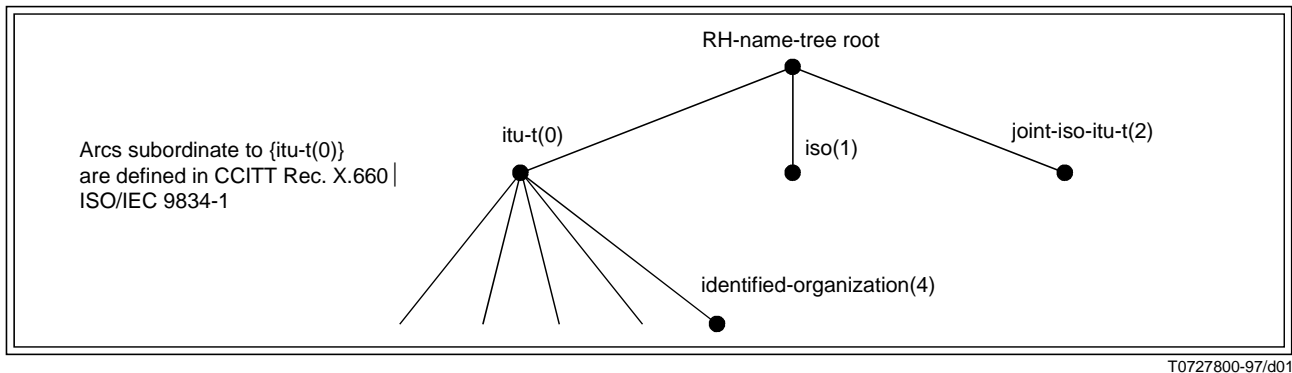 RH-name-tree root
itu-t(0)
iso(1)
joint-iso-itu-t(2)
Arcs subordinate to {itu-t(0)}
are defined in CCITT Rec. X.660 |
ISO/IEC 9834-1
identified-organization(4)
T0727800-97/d01